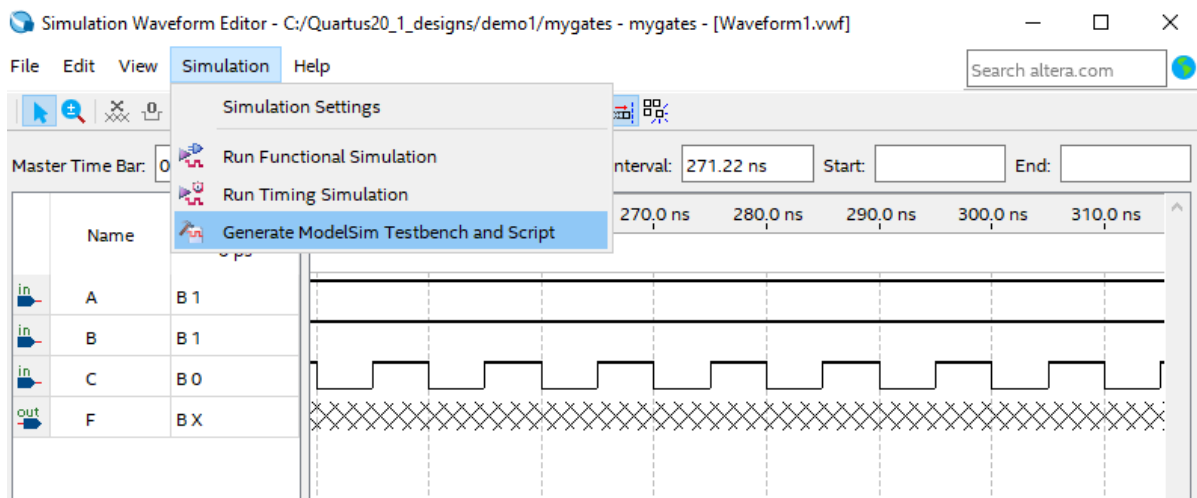 Simulation Waveform Editor - C:/Quartus20_1_designs/demo1/mygates - mygates - [Waveform1.vwf]
File Edit View Simulation Help
Search altera.com
Simulation Settings
Run Functional Simulation
Run Timing Simulation
Generate ModelSim Testbench and Script
Master Time Bar: 0 nterval: 271.22 ns Start: End:
Name 270.0 ns 280.0 ns 290.0 ns 300.0 ns 310.0 ns
in A B 1
in B B 1
in C B 0
out F B X